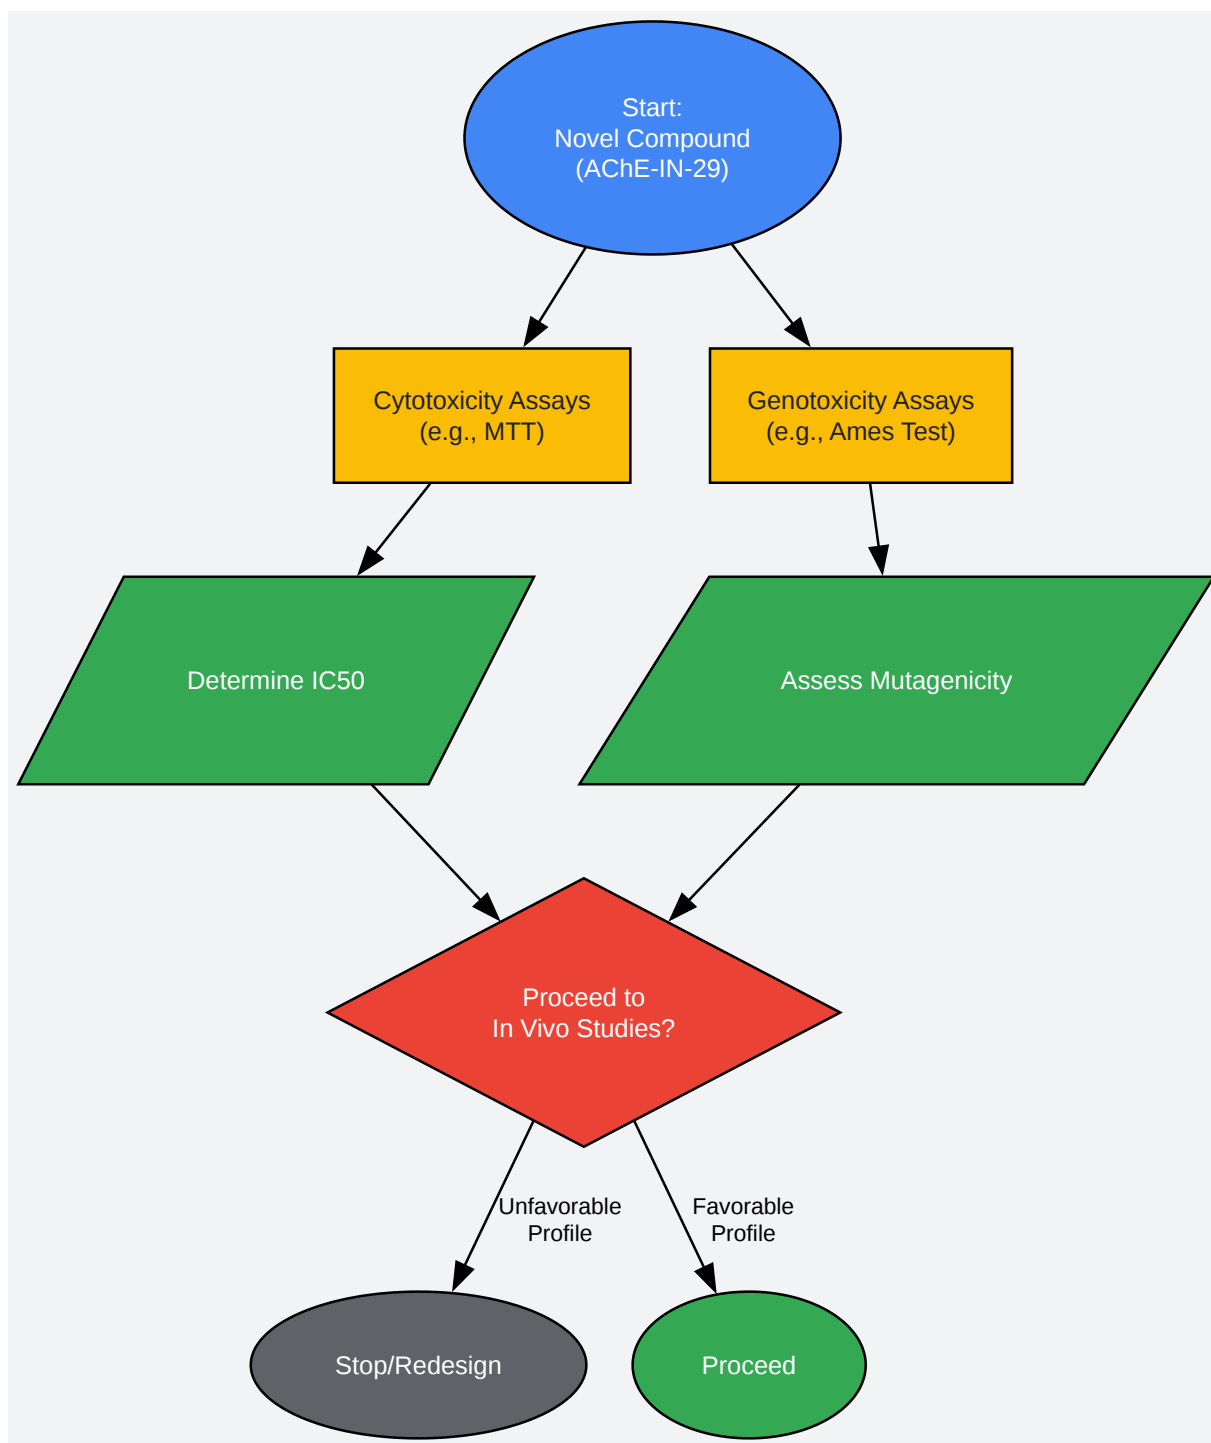 Start:
Novel Compound
(AChE-IN-29)
Cytotoxicity Assays
(e.g., MTT)
Genotoxicity Assays
(e.g., Ames Test)
Determine IC50
Assess Mutagenicity
Proceed to
In Vivo Studies?
Unfavorable
Profile
Favorable
Profile
Stop/Redesign
Proceed